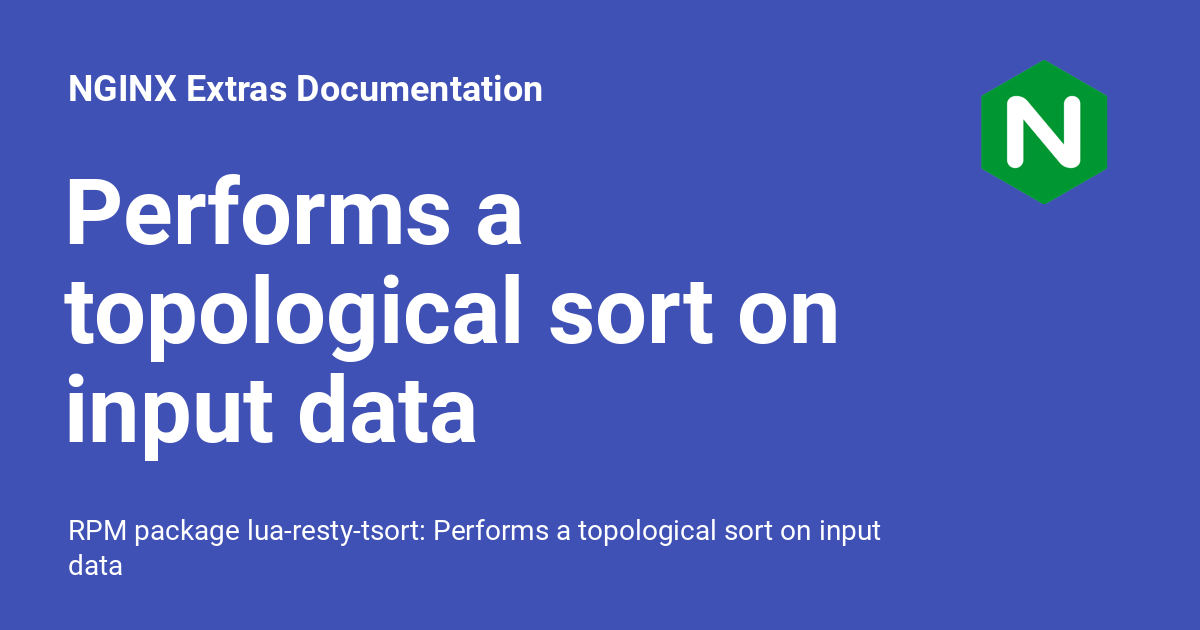 NGINX Extras Documentation
N
Performs a
topological sort on
input data
RPM package lua-resty-tsort: Performs a topological sort on input
data